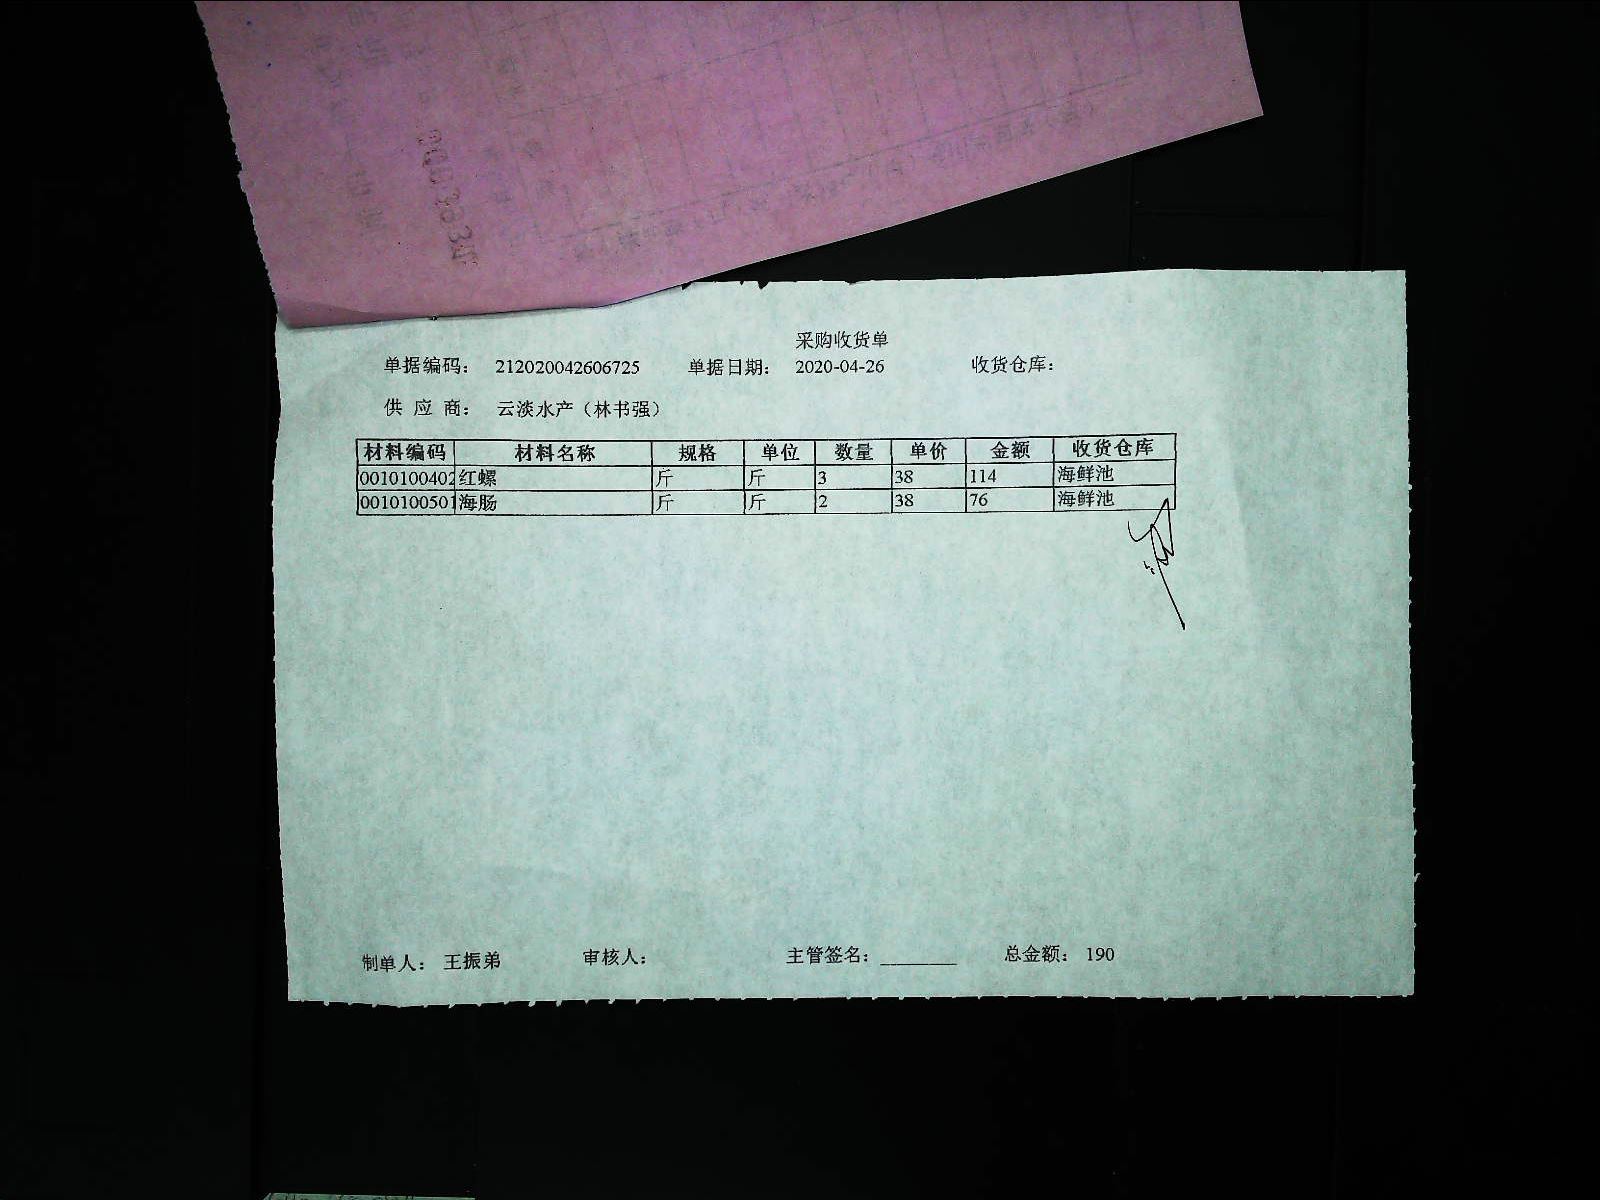 采购收货单
单据编码： 212020042606725 单据日期： 2020-04-26 收货仓库：
供 应 商： 云淡水产（林书强）
材料编码 材料名称 规格 单位 数量 单价 金额 收货仓库
0010100402 红螺 斤 斤 3 38 114 海鲜池
0010100501 海肠 斤 斤 2 38 76 海鲜池
制单人： 王振弟 审核人： 主管签名： ________ 总金额： 190